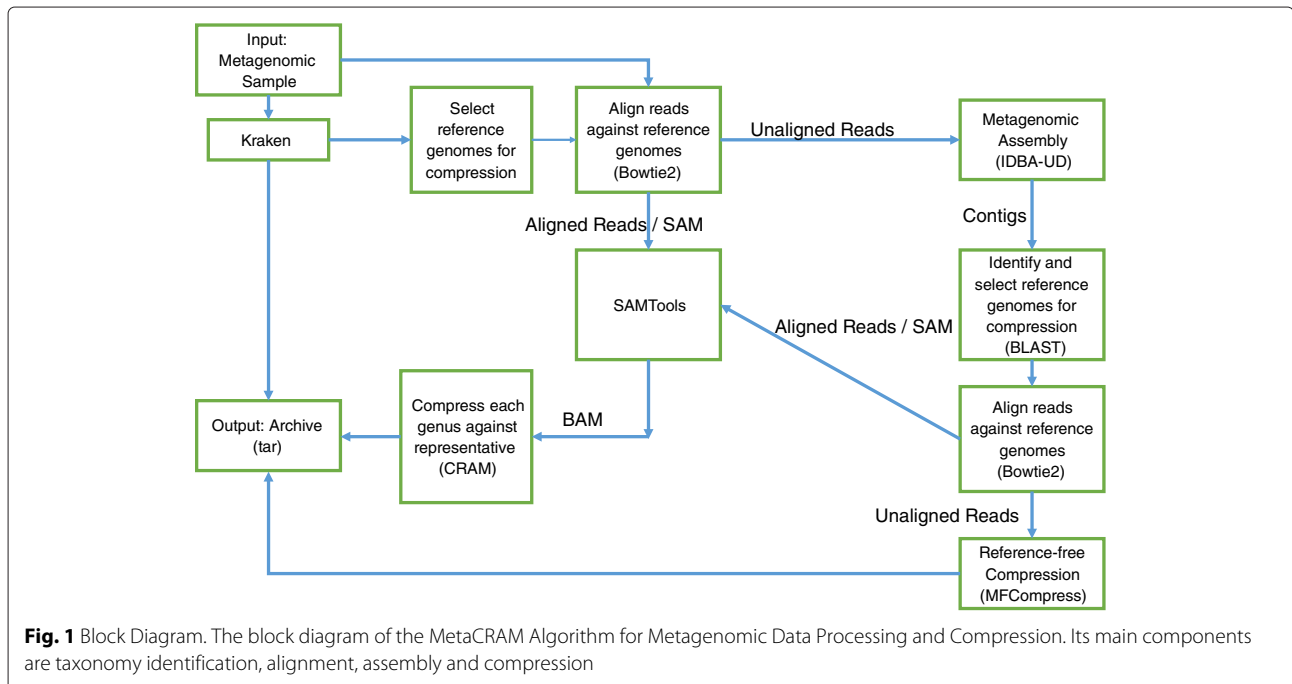 Input:
Metagenomic
Sample
Kraken
Select
reference
genomes for
compression
Align reads
against reference
genomes
(Bowtie2)
Unaligned Reads
Metagenomic
Assembly
(IDBA-UD)
Aligned Reads / SAM
Contigs
SAMTools
Identify and
select reference
genomes for
compression
(BLAST)
Aligned Reads / SAM
Output: Archive
(tar)
Compress each
genus against
representative
(CRAM)
BAM
Align reads
against reference
genomes
(Bowtie2)
Unaligned Reads
Reference-free
Compression
(MFCompress)
Fig. 1 Block Diagram. The block diagram of the MetaCRAM Algorithm for Metagenomic Data Processing and Compression. Its main components
are taxonomy identification, alignment, assembly and compression